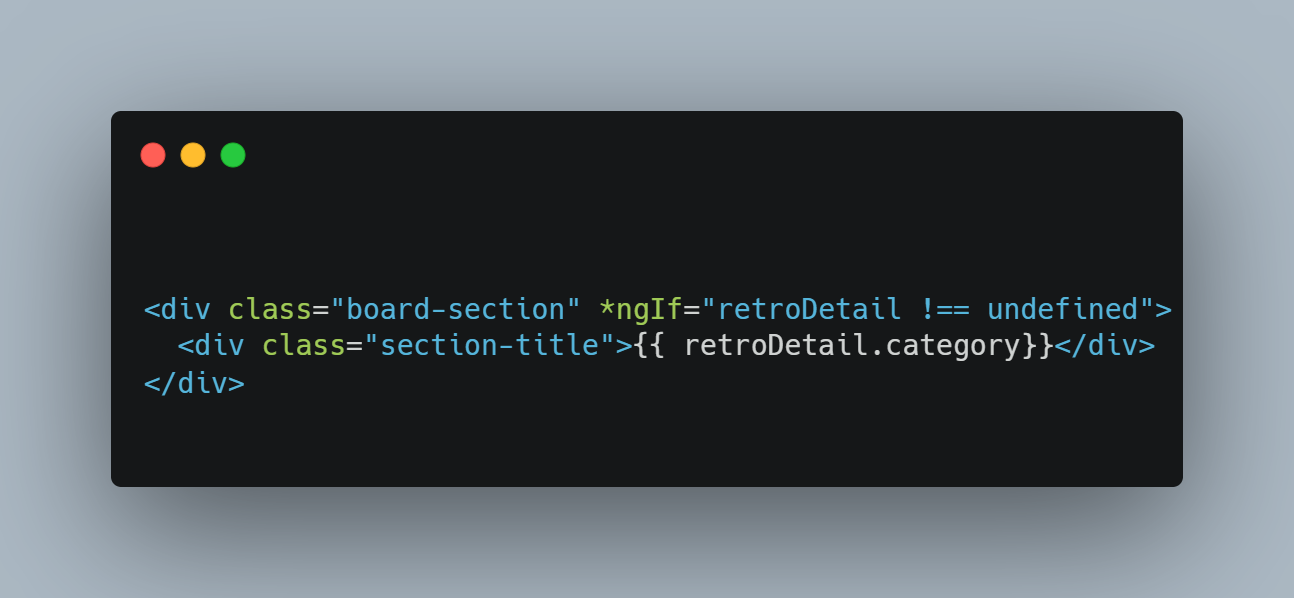 <div class="board-section" *ngIf="retroDetail !== undefined">
  <div class="section-title">{{ retroDetail.category}}</div>
</div>